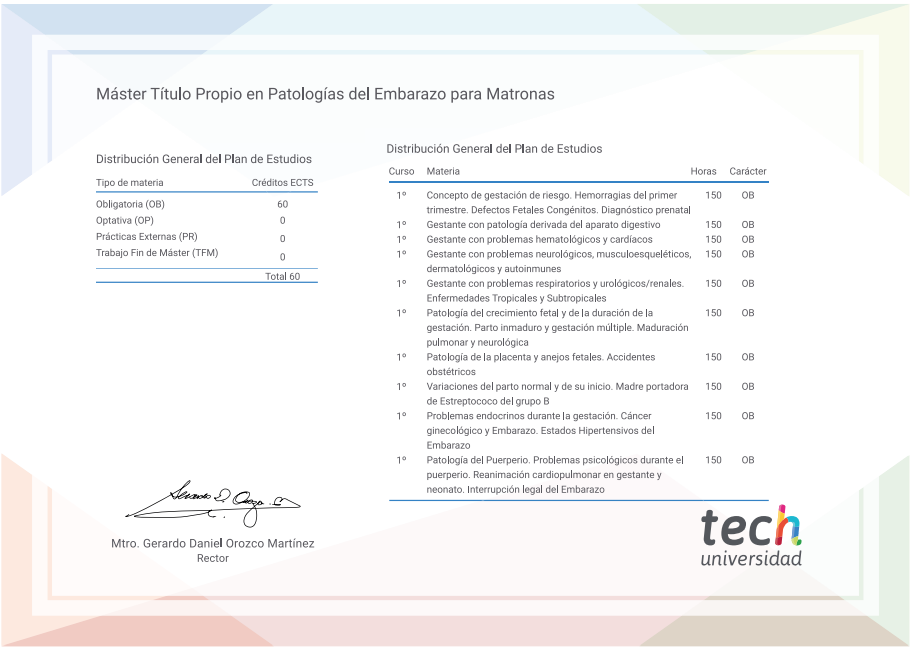 Máster Título Propio en Patologías del Embarazo para Matronas
Distribución General del Plan de Estudios
Tipo de materia Créditos ECTS
Obligatoria (OB) 60
Optativa (OP) 0
Prácticas Externas (PR) 0
Trabajo Fin de Máster (TFM) 0
Total 60
Distribución General del Plan de Estudios
Curso Materia Horas Carácter
1º Concepto de gestación de riesgo. Hemorragias del primer 150 OB
trimestre. Defectos Fetales Congénitos. Diagnóstico prenatal
1º Gestante con patología derivada del aparato digestivo 150 OB
1º Gestante con problemas hematológicos y cardíacos 150 OB
1º Gestante con problemas neurológicos, musculoesqueléticos, 150 OB
dermatológicos y autoinmunes
1º Gestante con problemas respiratorios y urológicos/renales. 150 OB
Enfermedades Tropicales y Subtropicales
1º Patología del crecimiento fetal y de la duración de la 150 OB
gestación. Parto inmaduro y gestación múltiple. Maduración
pulmonar y neurológica
1º Patología de la placenta y anejos fetales. Accidentes 150 OB
obstétricos
1º Variaciones del parto normal y de su inicio. Madre portadora 150 OB
de Estreptococo del grupo B
1º Problemas endocrinos durante la gestación. Cáncer 150 OB
ginecológico y Embarazo. Estados Hipertensivos del
Embarazo
1º Patología del Puerperio. Problemas psicológicos durante el 150 OB
puerperio. Reanimación cardiopulmonar en gestante y
neonato. Interrupción legal del Embarazo
Mtro. Gerardo Daniel Orozco Martínez
Rector
tech
universidad